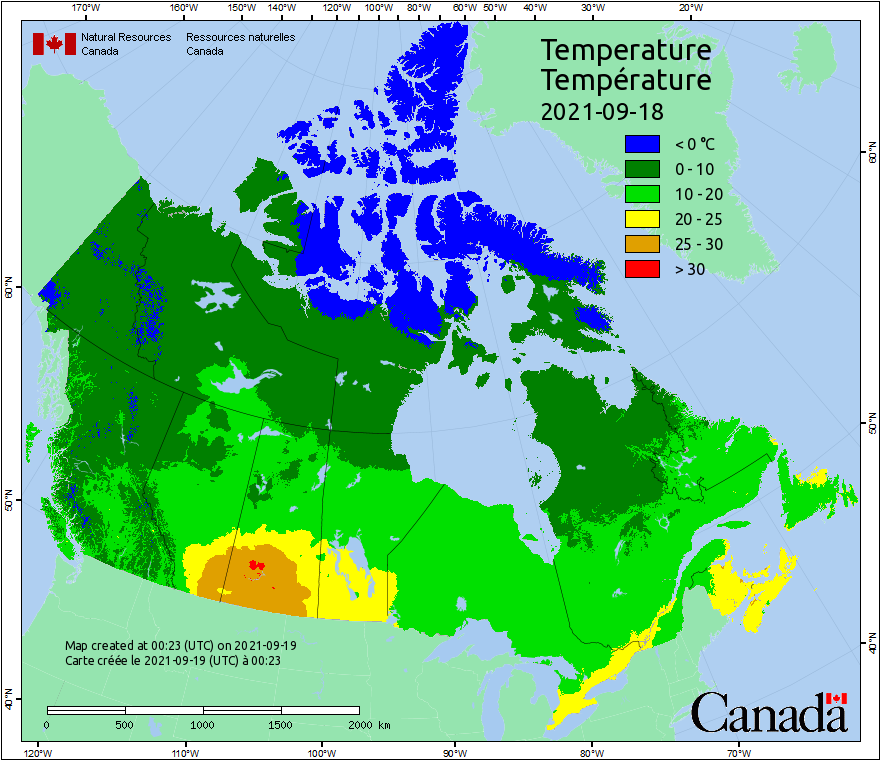 170°W 160°W 150°W 140°W 130°W 120°W 110°W 100°W 90°W 80°W 60°W 50°W 40°W 30°W 20°W
Natural Resources Canada
Ressources naturelles Canada
Temperature
Température
2021-09-18
< 0 °C
0 - 10
10 - 20
20 - 25
25 - 30
> 30
60°N
60°N
50°N
50°N
40°N
40°N
Map created at 00:23 (UTC) on 2021-09-19
Carte créée le 2021-09-19 (UTC) à 00:23
0 500 1000 1500 2000 km
Canada
120°W 110°W 100°W 90°W 80°W 70°W